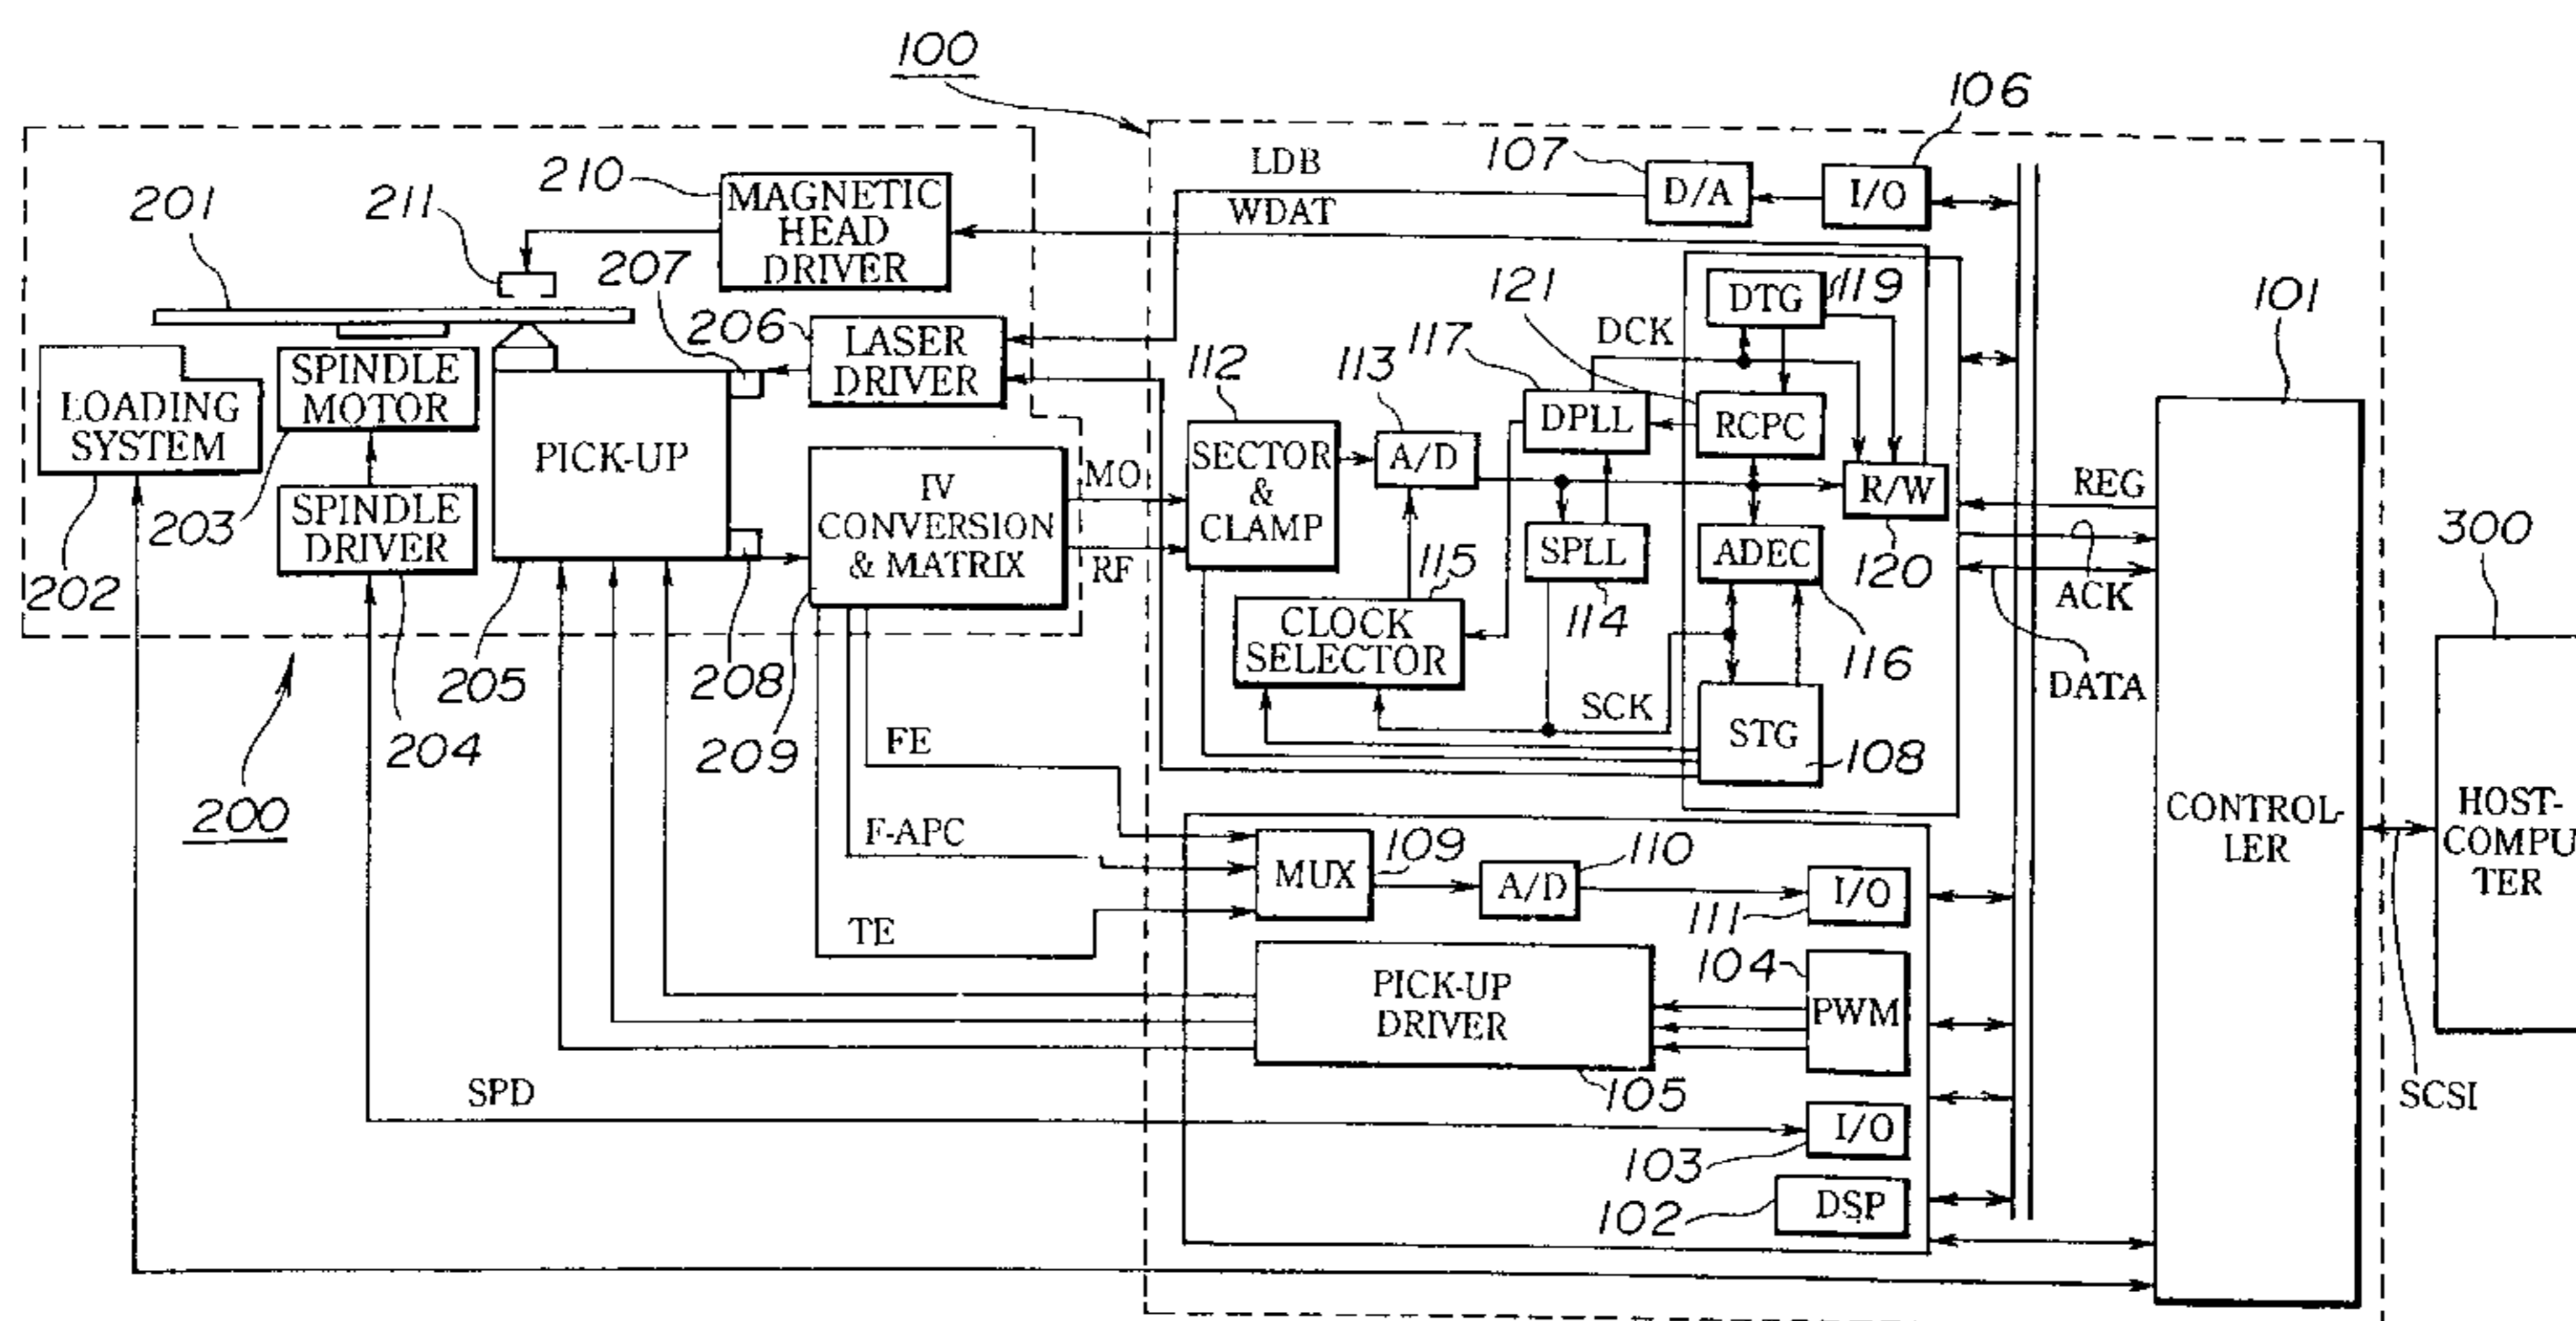 100
106
107
LDB
D/A
I/O
WDAT
210
MAGNETIC
HEAD
DRIVER
211
201
207
206
LASER
DRIVER
121
DTG
119
DCK
117
101
SPINDLE
MOTOR
LOADING
SYSTEM
112
113
DPLL
RCPC
PICK-UP
SECTOR
&
CLAMP
A/D
R/W
REG
MO
IV
CONVERSION
& MATRIX
203
SPINDLE
DRIVER
300
SPLL
ADEC
120
ACK
RF
115
202
CLOCK
SELECTOR
114
116
DATA
205
208
SCK
STG
108
204
209
FE
200
F-APC
CONTROL-
LER
HOST-
COMPU
TER
MUX
109
A/D
110
I/O
111
TE
104
PICK-UP
DRIVER
PWM
105
SPD
SCSI
I/O
103
102
DSP